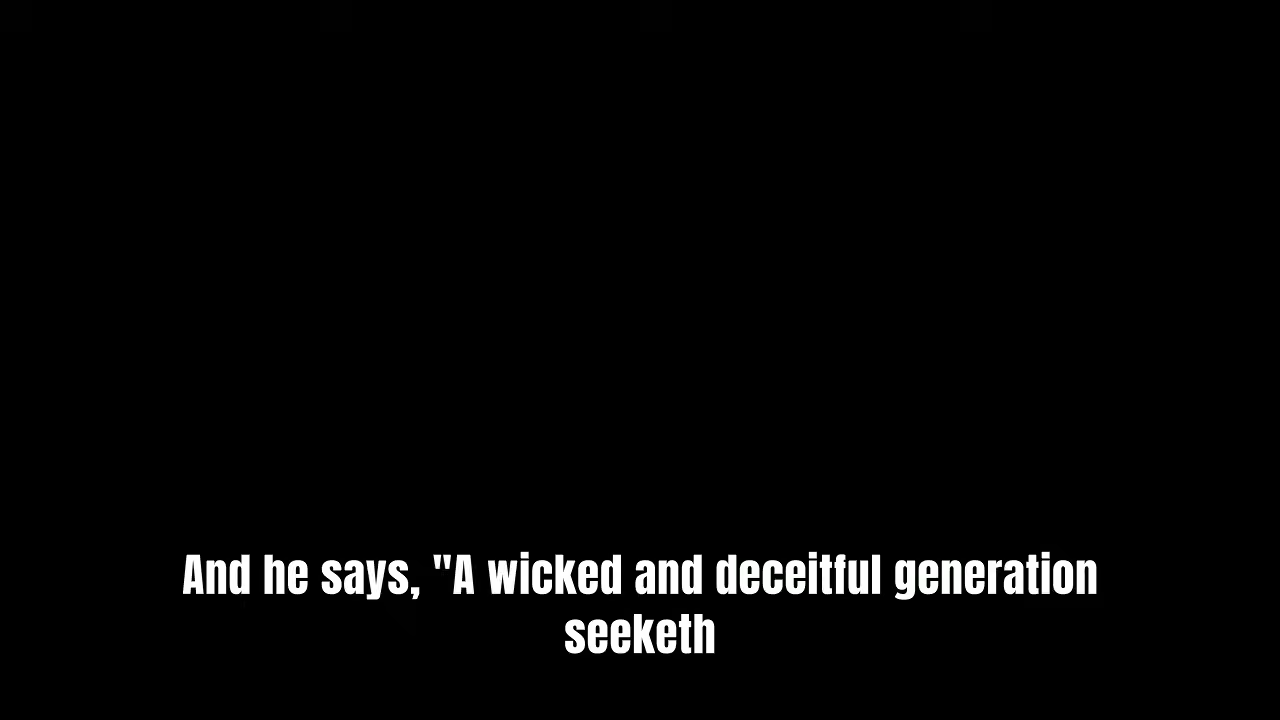 And he says, "A wicked and deceitful generation
seeketh